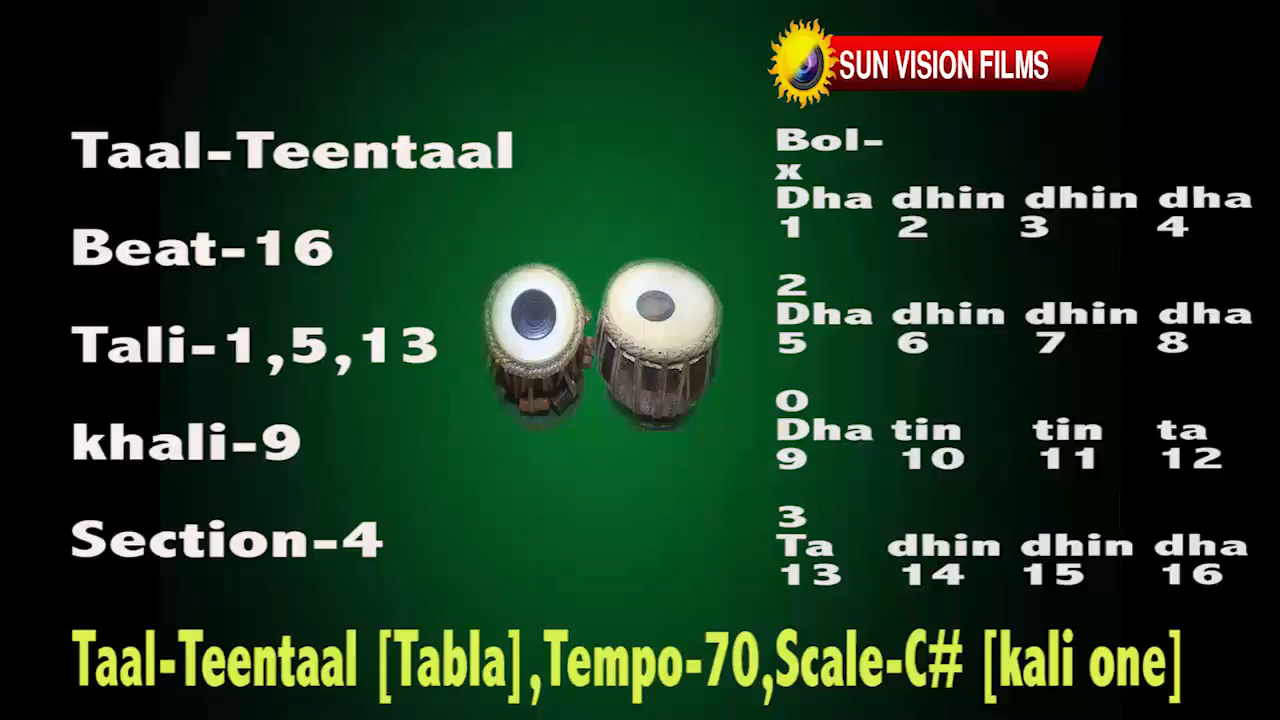 SUN VISION FILMS
Taal-Teentaal
Beat-16
Tali-1,5,13
khali-9
Section-4
Bol-
x
Dha dhin dhin dha
1 2 3 4
2
Dha dhin dhin dha
5 6 7 8
0
Dha tin tin ta
9 10 11 12
3
Ta dhin dhin dha
13 14 15 16
Taal-Teentaal [Tabla],Tempo-70,Scale-C# [kali one]